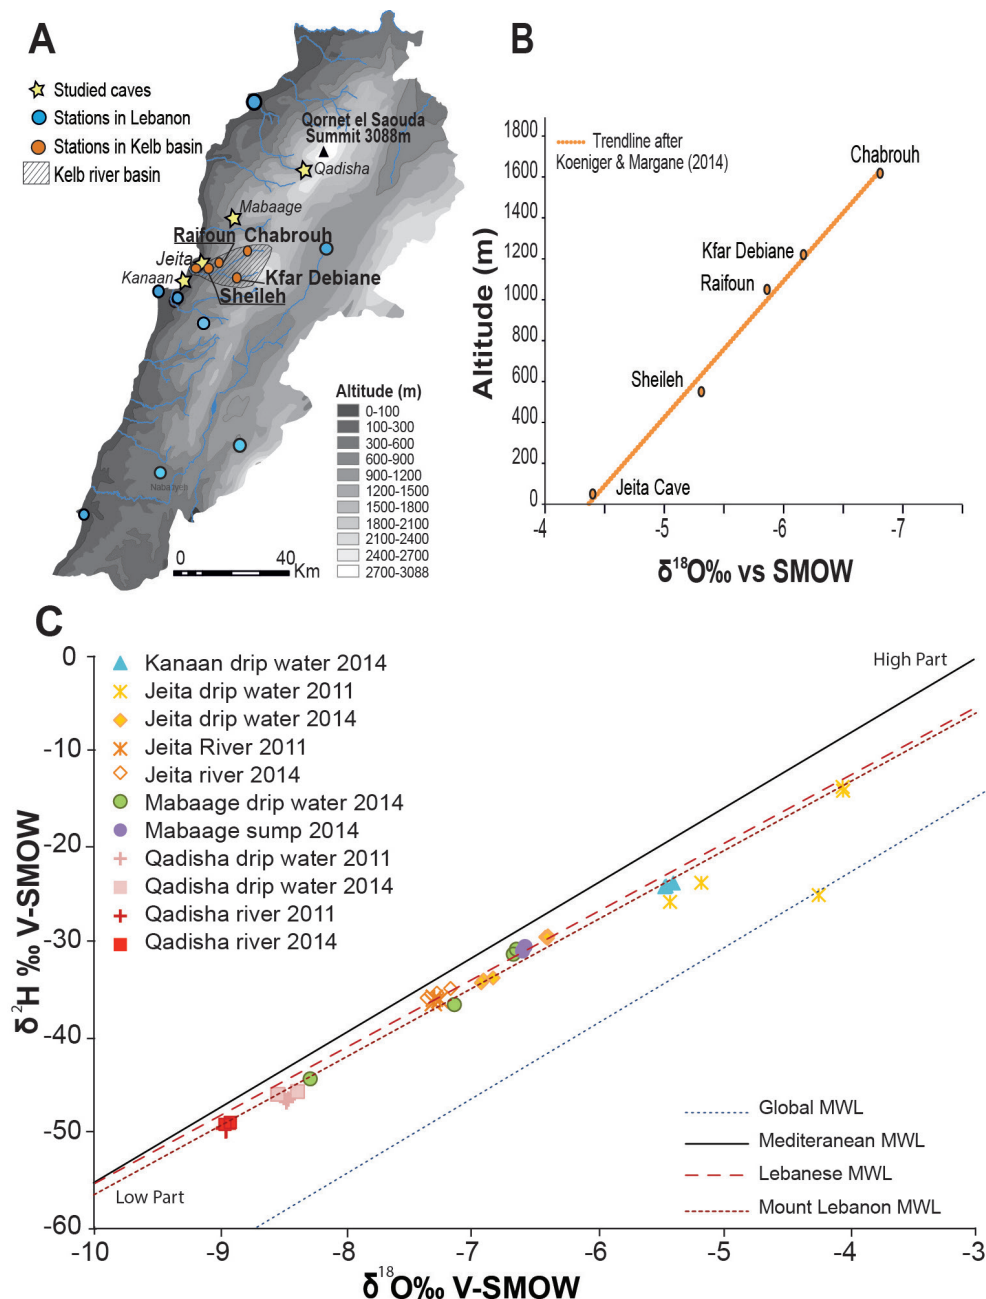 A
Studied caves
Stations in Lebanon
Stations in Kelb basin
Kelb river basin
Qornet el Saouda
Summit 3088m
Qadisha
Mabaage
Raifoun Chabrouh
Jeita
Kanaan
Kfar Debiane
Sheileh
Nabatyeh
Altitude (m)
0-100
100-300
300-600
600-900
900-1200
1200-1500
1500-1800
1800-2100
2100-2400
2400-2700
2700-3088
0 40
Km
B
Altitude (m)
1800
1600
1400
1200
1000
800
600
400
200
0
Trendline after
Koeniger & Margane (2014)
Chabrouh
Kfar Debiane
Raifoun
Sheileh
Jeita Cave
-4 -5 -6 -7
δ18O‰ vs SMOW
C
δ2H ‰ V-SMOW
0
-10
-20
-30
-40
-50
-60
High Part
Kanaan drip water 2014
Jeita drip water 2011
Jeita drip water 2014
Jeita River 2011
Jeita river 2014
Mabaage drip water 2014
Mabaage sump 2014
Qadisha drip water 2011
Qadisha drip water 2014
Qadisha river 2011
Qadisha river 2014
Low Part
Global MWL
Mediteranean MWL
Lebanese MWL
Mount Lebanon MWL
-10 -9 -8 -7 -6 -5 -4 -3
δ18O‰ V-SMOW